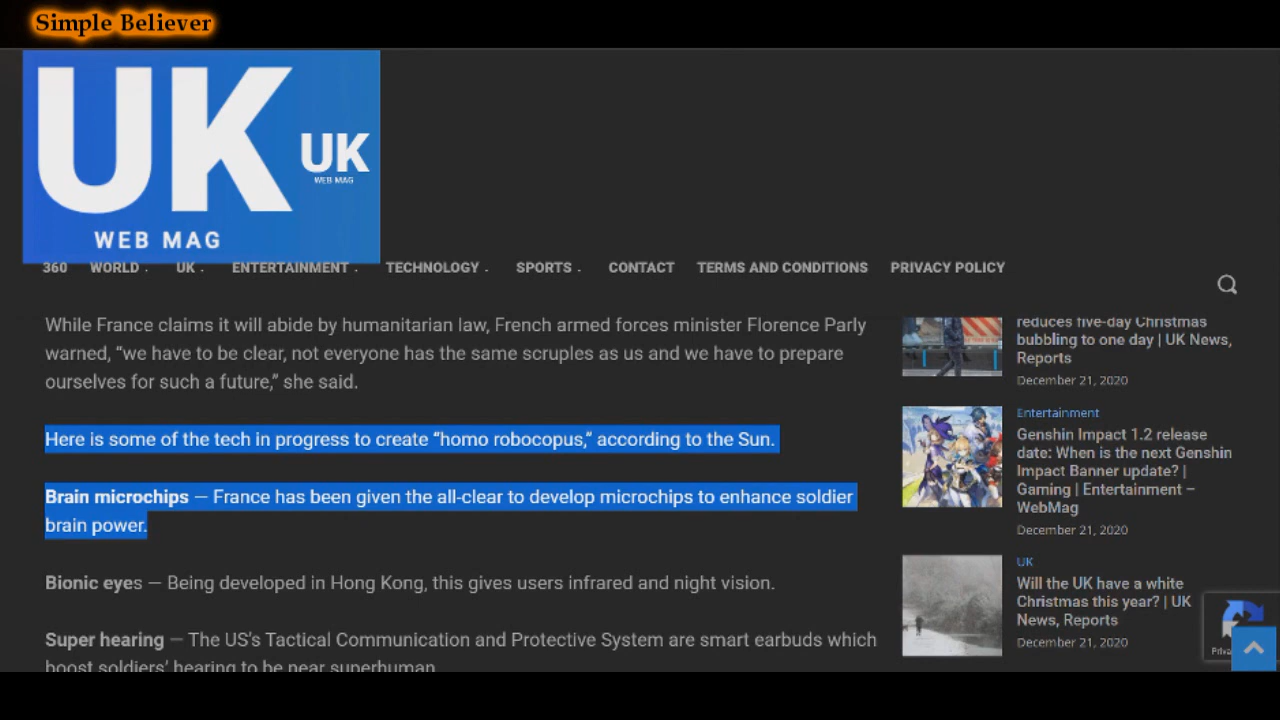 Simple Believer
UK
WEB MAG
UK
WEB MAG
360 WORLD . UK . ENTERTAINMENT . TECHNOLOGY . SPORTS . CONTACT TERMS AND CONDITIONS PRIVACY POLICY
While France claims it will abide by humanitarian law, French armed forces minister Florence Parly
warned, “we have to be clear, not everyone has the same scruples as us and we have to prepare
ourselves for such a future,” she said.
Here is some of the tech in progress to create “homo robocopus,” according to the Sun.
Brain microchips — France has been given the all-clear to develop microchips to enhance soldier
brain power.
Bionic eyes — Being developed in Hong Kong, this gives users infrared and night vision.
Super hearing — The US’s Tactical Communication and Protective System are smart earbuds which
boost soldiers’ hearing to be near superhuman.
reduces five-day Christmas
bubbling to one day | UK News,
Reports
December 21, 2020
Entertainment
Genshin Impact 1.2 release
date: When is the next Genshin
Impact Banner update? |
Gaming | Entertainment –
WebMag
December 21, 2020
UK
Will the UK have a white
Christmas this year? | UK
News, Reports
December 21, 2020